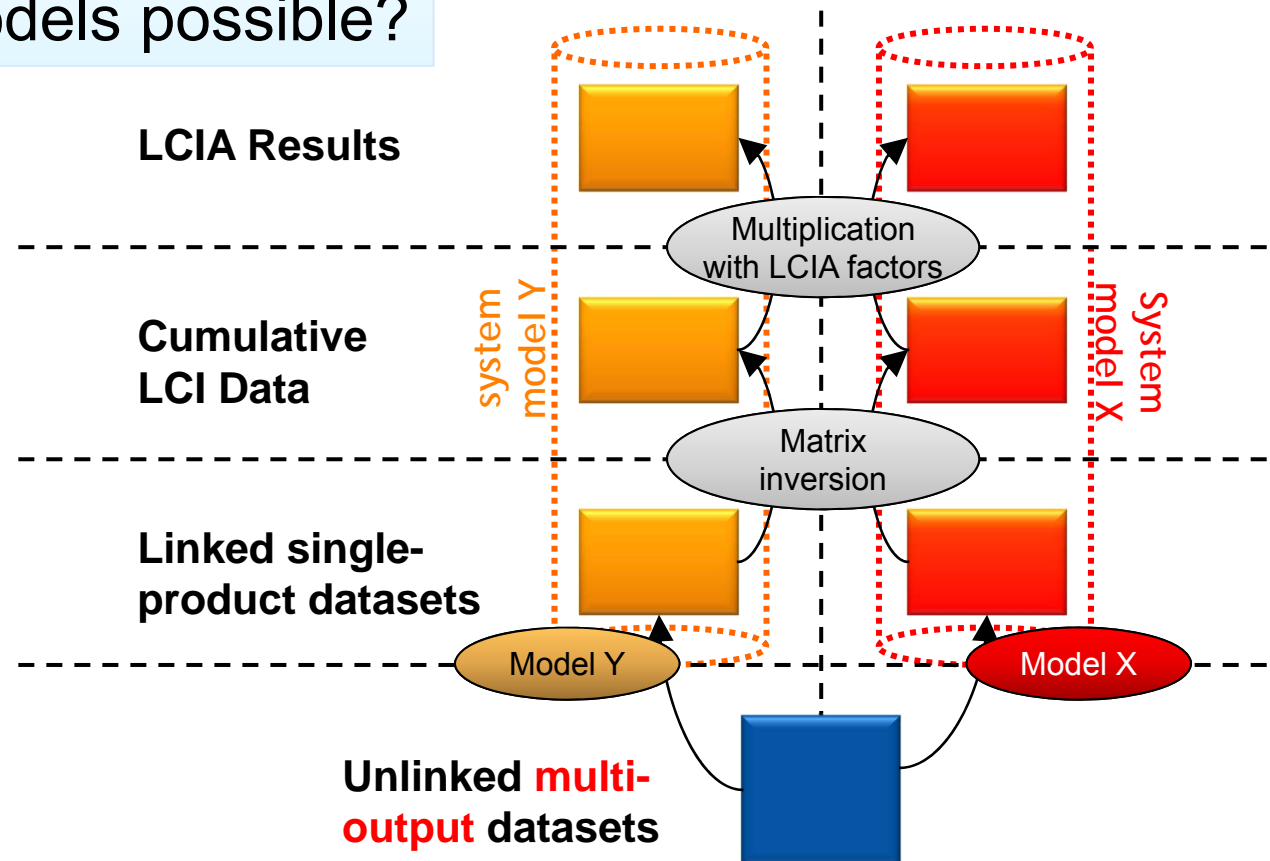 possible?
LCIA Results
Multiplication
with LCIA factors
system
model Y
System
model X
Cumulative
LCI Data
Matrix
inversion
Linked single-
product datasets
Model Y
Model X
Unlinked multi-
output datasets